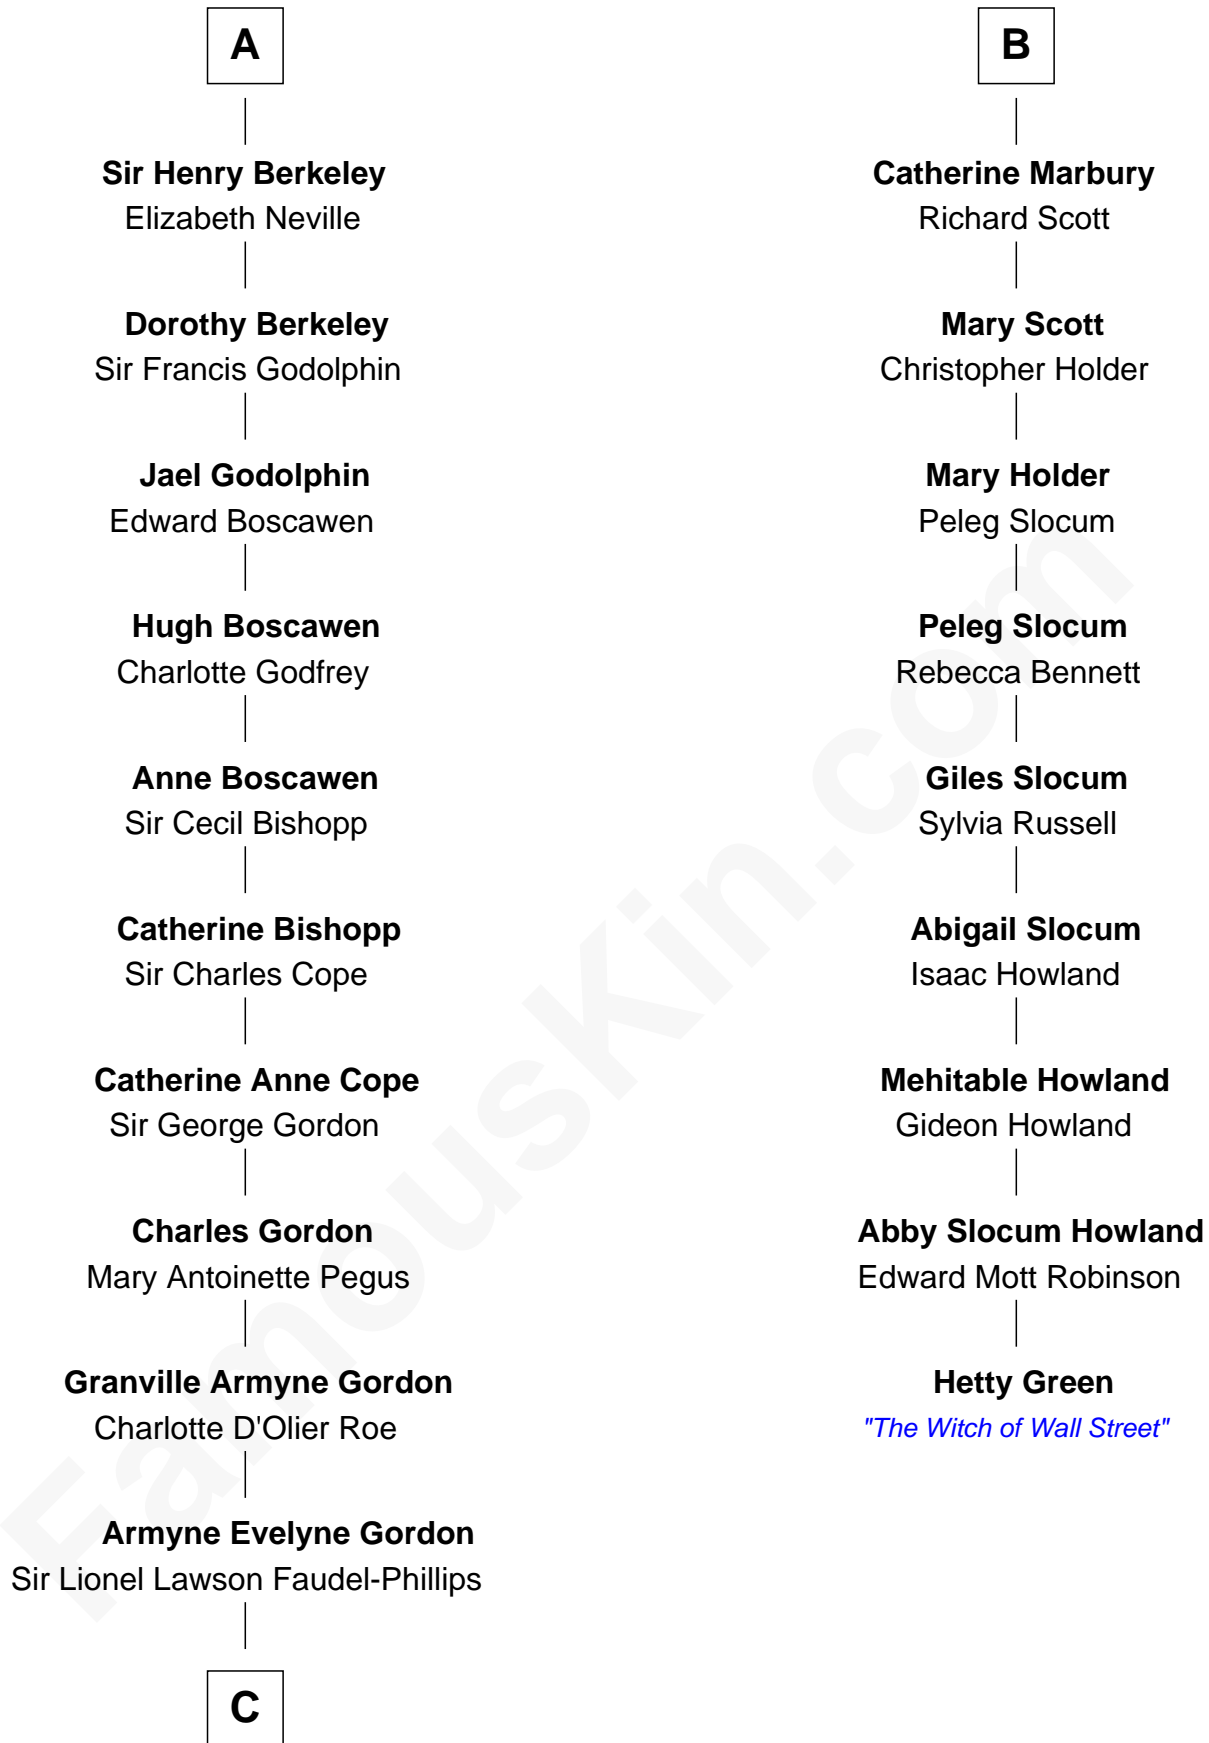 A
Sir Henry Berkeley
Elizabeth Neville
Dorothy Berkeley
Sir Francis Godolphin
Jael Godolphin
Edward Boscawen
Hugh Boscawen
Charlotte Godfrey
Anne Boscawen
Sir Cecil Bishopp
Catherine Bishopp
Sir Charles Cope
Catherine Anne Cope
Sir George Gordon
Charles Gordon
Mary Antoinette Pegus
Granville Armyne Gordon
Charlotte D'Olier Roe
Armyne Evelyne Gordon
Sir Lionel Lawson Faudel-Phillips
C
B
Catherine Marbury
Richard Scott
Mary Scott
Christopher Holder
Mary Holder
Peleg Slocum
Peleg Slocum
Rebecca Bennett
Giles Slocum
Sylvia Russell
Abigail Slocum
Isaac Howland
Mehitable Howland
Gideon Howland
Abby Slocum Howland
Edward Mott Robinson
Hetty Green
"The Witch of Wall Street"
FamousKin.com